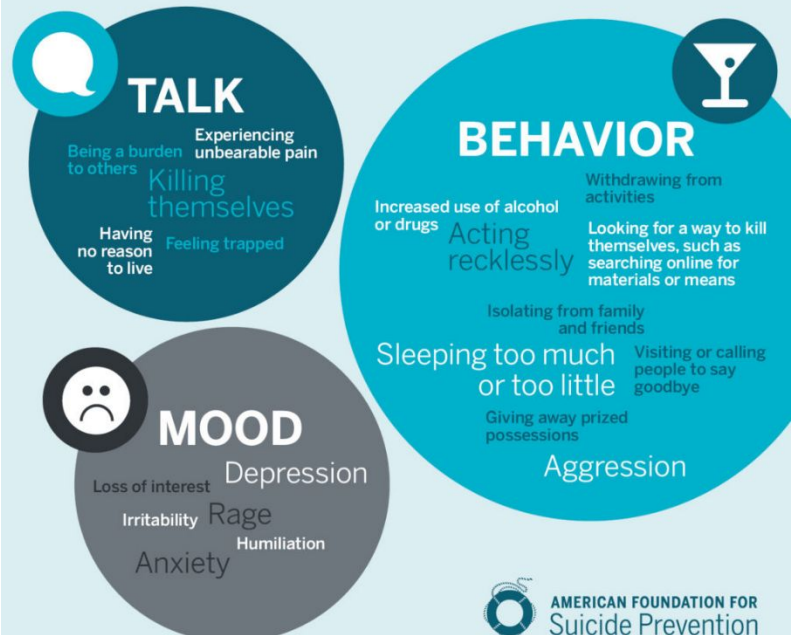 TALK
Experiencing
unbearable pain
Being a burden
to others
Killing
themselves
Having
no reason
to live
Feeling trapped
BEHAVIOR
Withdrawing from
activities
Increased use of alcohol
or drugs
Acting
recklessly
Looking for a way to kill
themselves, such as
searching online for
materials or means
Isolating from family
and friends
Sleeping too much
or too little
Visiting or calling
people to say
goodbye
Giving away prized
possessions
Aggression
MOOD
Depression
Loss of interest
Irritability
Rage
Humiliation
Anxiety
AMERICAN FOUNDATION FOR
Suicide Prevention